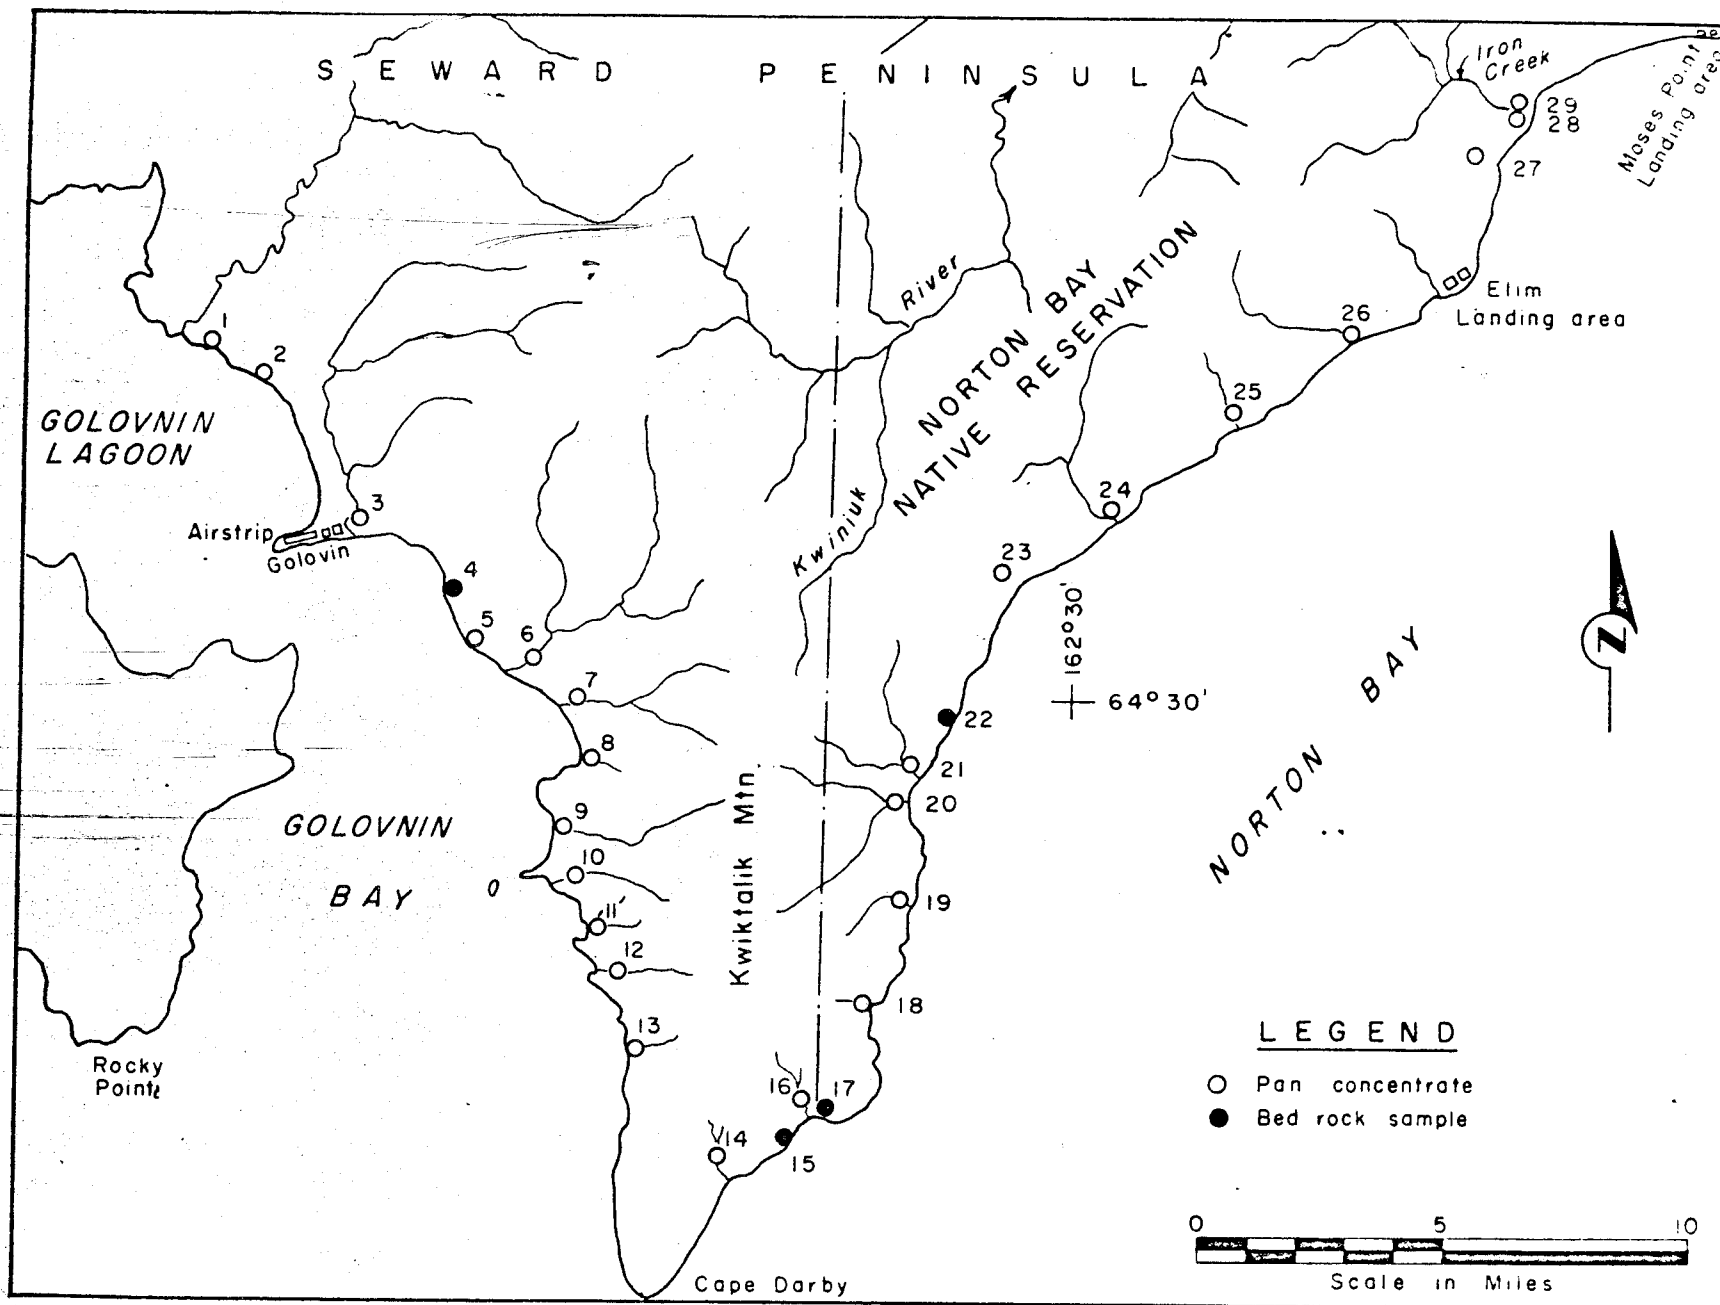 SEWARD PENINSULA
Iron
Creek
Moses Point
Landing area
29
28
27
Elim
Landing area
26
25
24
23
NORTON BAY
NATIVE RESERVATION
River
Kwiniuk
1
2
GOLOVNIN
LAGOON
3
Airstrip
Golovin
4
5
6
7
8
9
10
11
12
13
14
15
16
17
18
19
20
21
22
162°30'
64°30'
N
NORTON BAY
GOLOVNIN
BAY
Kwiktalik Mtn.
Rocky
Point
Cape Darby
LEGEND
Pan concentrate
Bed rock sample
0 5 10
Scale in Miles